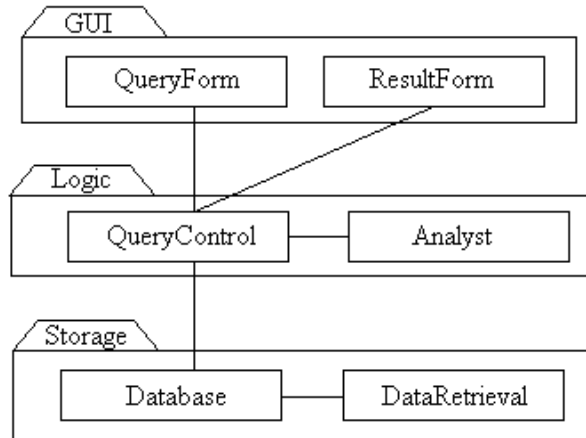 GUI
QueryForm ResultForm
Logic
QueryControl Analyst
Storage
Database DataRetrieval